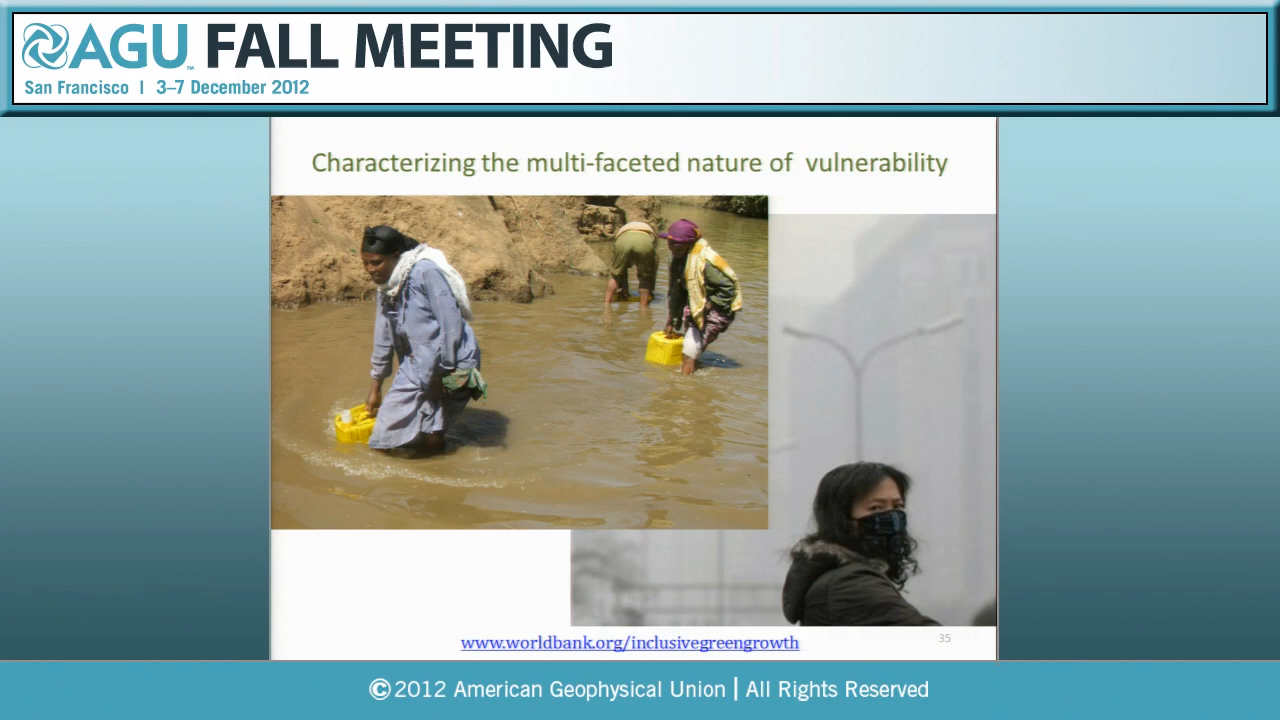 AGU™ FALL MEETING
San Francisco | 3–7 December 2012
Characterizing the multi-faceted nature of vulnerability
www.worldbank.org/inclusivegreengrowth
35
©2012 American Geophysical Union | All Rights Reserved